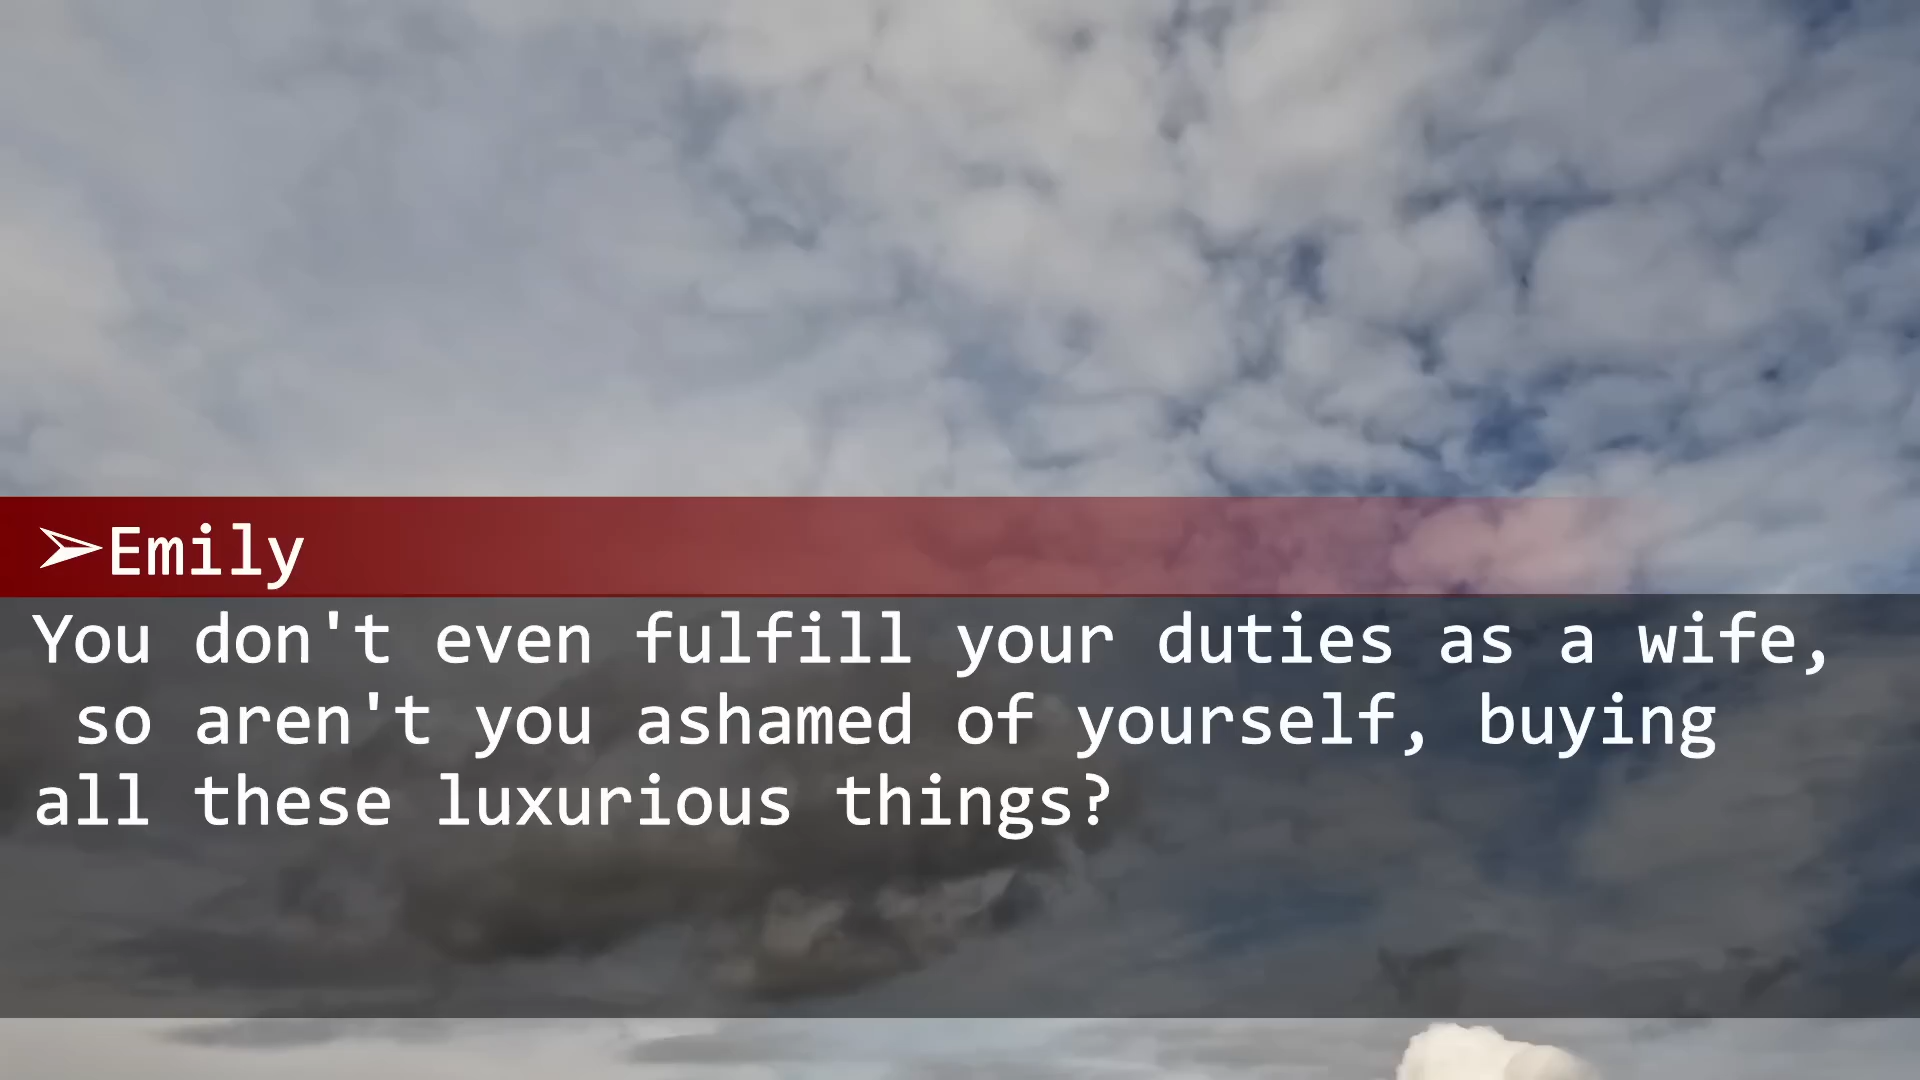 ➢Emily
You don't even fulfill your duties as a wife,
so aren't you ashamed of yourself, buying
all these luxurious things?